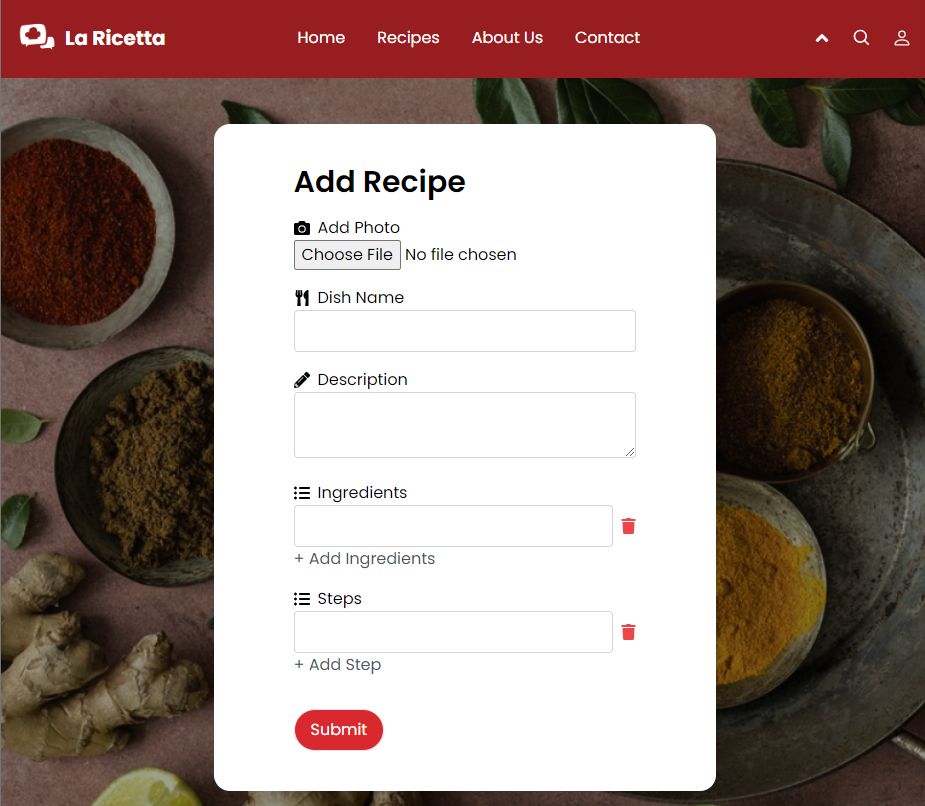 La Ricetta
Home Recipes About Us Contact
Add Recipe
Add Photo
Choose File No file chosen
Dish Name
Description
Ingredients
+ Add Ingredients
Steps
+ Add Step
Submit